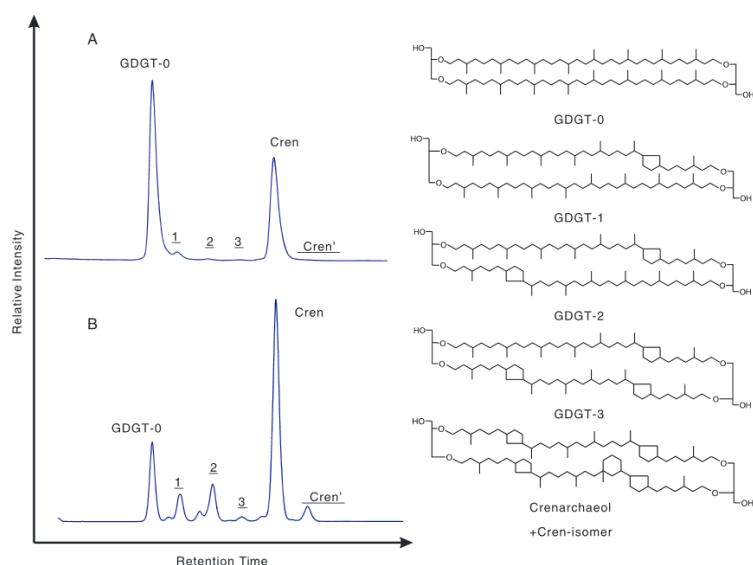 A
GDGT-0
Cren
1
2
3
Cren'
B
Cren
GDGT-0
1
2
3
Cren'
Relative Intensity
Retention Time
HO
O
O
O
O
OH
GDGT-0
HO
O
O
O
O
OH
GDGT-1
HO
O
O
O
O
OH
GDGT-2
HO
O
O
O
O
OH
GDGT-3
HO
O
O
O
O
OH
Crenarchaeol
+Cren-isomer